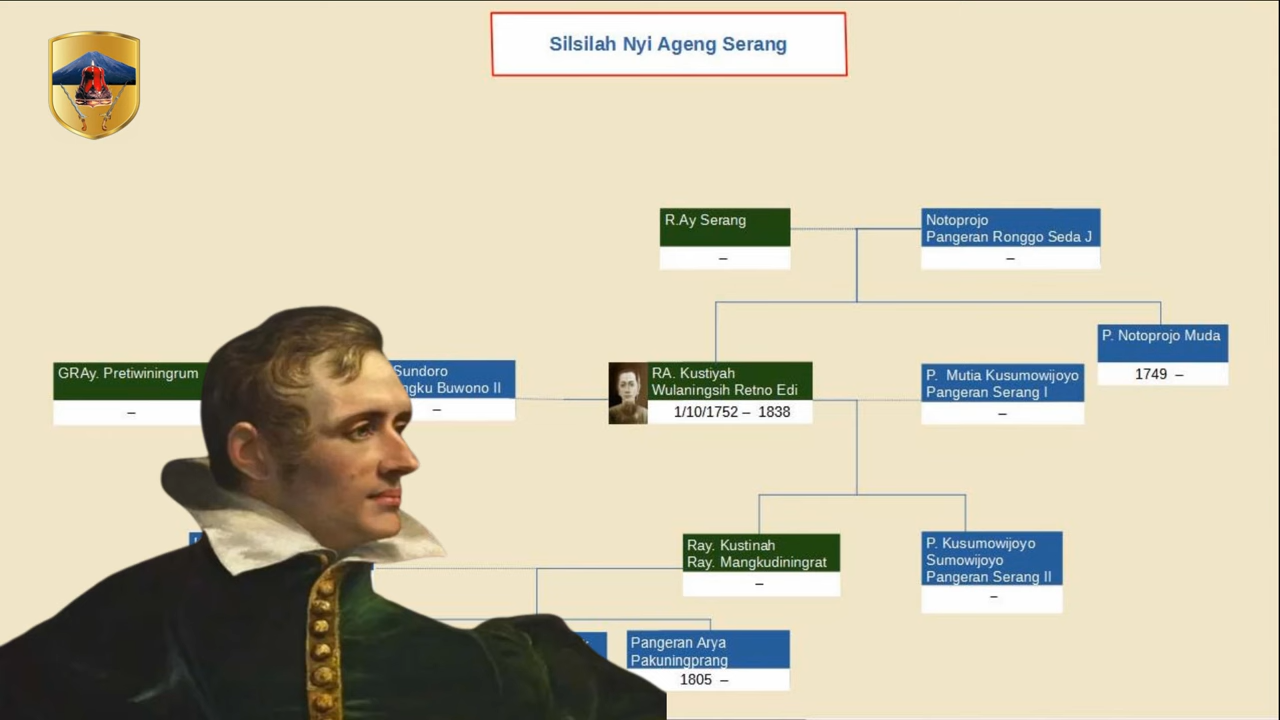 Silsilah Nyi Ageng Serang
R.Ay Serang
–
Notoprojo
Pangeran Ronggo Seda J
–
P. Notoprojo Muda
1749 –
GRAy. Pretiwiningrum
–
Sundoro
Buwono II
–
RA. Kustiyah
Wulaningsih Retno Edi
1/10/1752 – 1838
P. Mutia Kusumowijoyo
Pangeran Serang I
–
Ray. Kustinah
Ray. Mangkudiningrat
–
P. Kusumowijoyo
Sumowijoyo
Pangeran Serang II
–
Pangeran Arya
Pakuningprang
1805 –